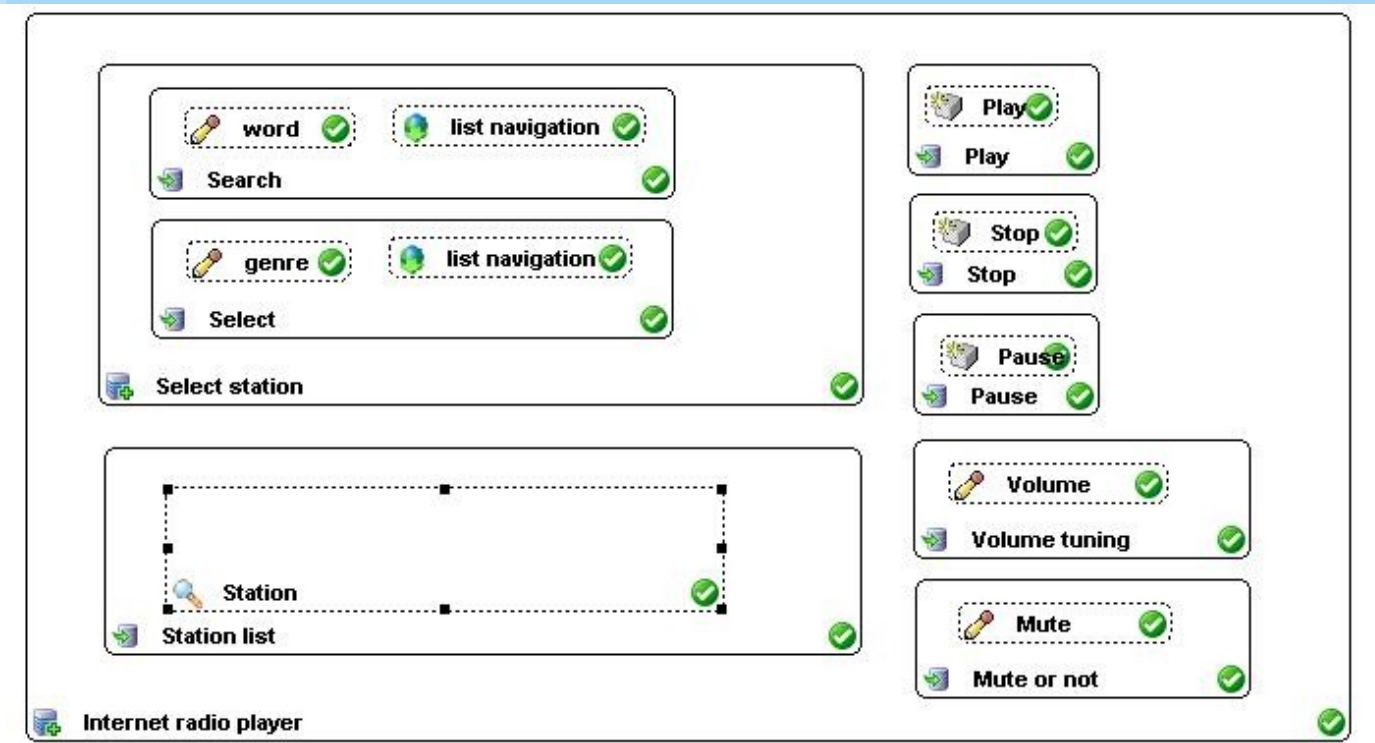 word
list navigation
Search
genre
list navigation
Select
Select station
Station
Station list
Play
Play
Stop
Stop
Pause
Pause
Volume
Volume tuning
Mute
Mute or not
Internet radio player